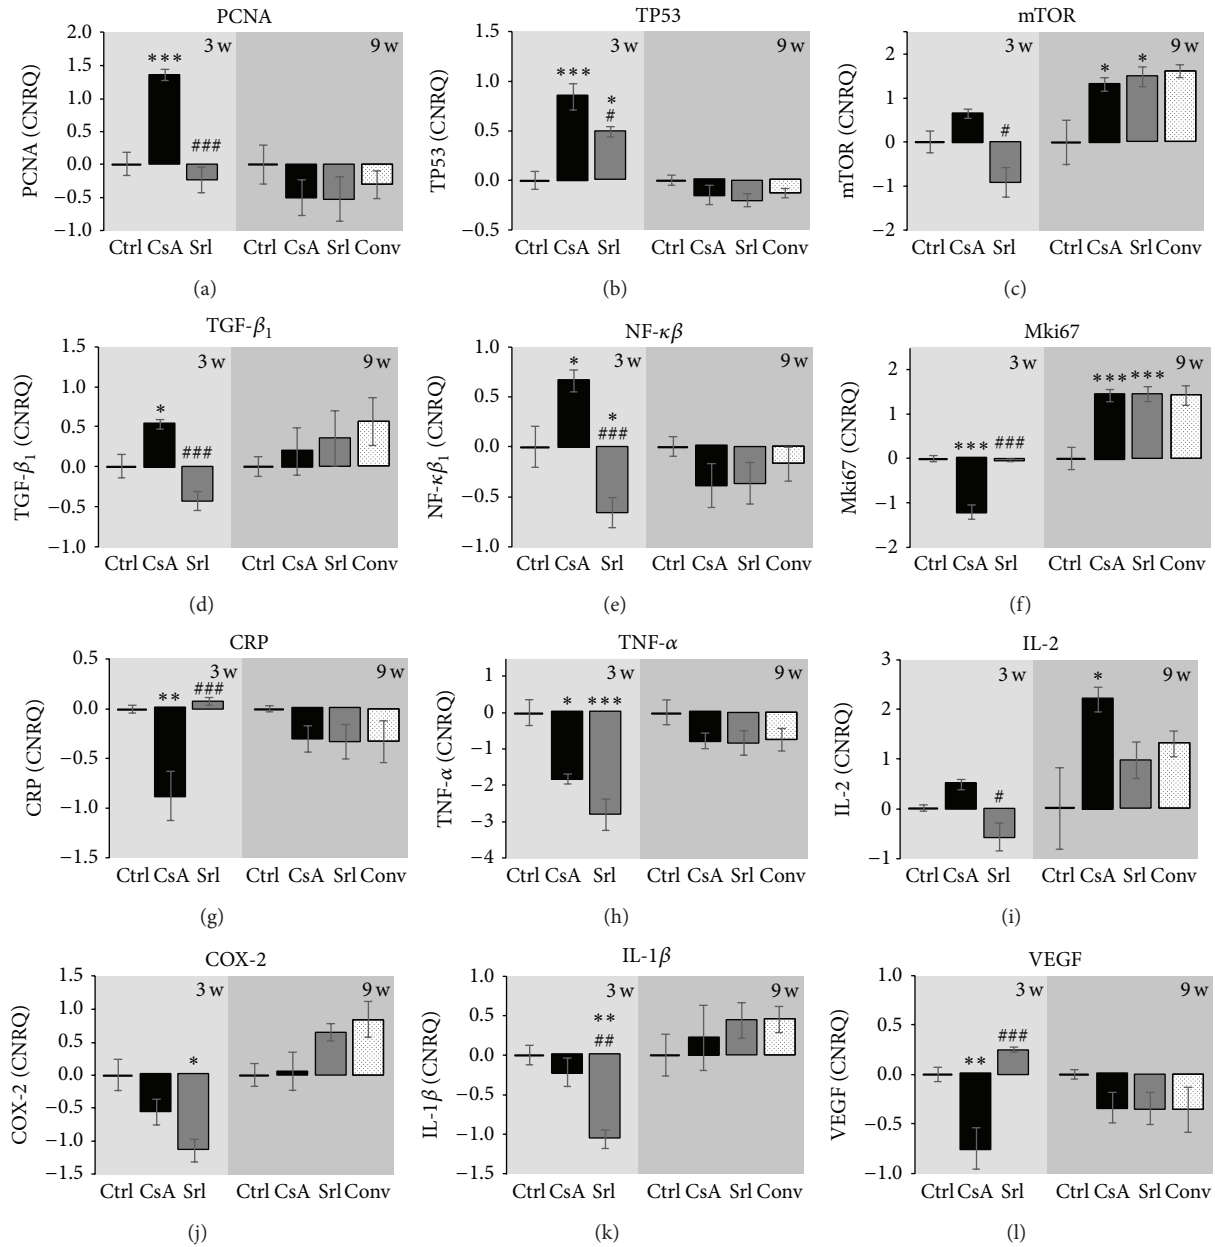 PCNA
PCNA (CNRQ)
2.0
1.5
1.0
0.5
0.0
−0.5
−1.0
3 w
9 w
***
###
Ctrl CsA Srl Ctrl CsA Srl Conv
(a)
TP53
TP53 (CNRQ)
1.5
1.0
0.5
0.0
−0.5
3 w
9 w
***
*
#
Ctrl CsA Srl Ctrl CsA Srl Conv
(b)
mTOR
mTOR (CNRQ)
2
1
0
−1
−2
3 w
9 w
#
* *
Ctrl CsA Srl Ctrl CsA Srl Conv
(c)
TGF-β1
TGF-β1 (CNRQ)
1.5
1.0
0.5
0.0
−0.5
−1.0
3 w
9 w
*
###
Ctrl CsA Srl Ctrl CsA Srl Conv
(d)
NF-κβ
NF-κβ1 (CNRQ)
1.0
0.5
0.0
−0.5
−1.0
3 w
9 w
*
*
###
Ctrl CsA Srl Ctrl CsA Srl Conv
(e)
Mki67
Mki67 (CNRQ)
2
1
0
−1
−2
3 w
9 w
*** ###
*** ***
Ctrl CsA Srl Ctrl CsA Srl Conv
(f)
CRP
CRP (CNRQ)
0.5
0.0
−0.5
−1.0
−1.5
3 w
9 w
** ###
Ctrl CsA Srl Ctrl CsA Srl Conv
(g)
TNF-α
TNF-α (CNRQ)
1
0
−1
−2
−3
−4
3 w
9 w
* ***
Ctrl CsA Srl Ctrl CsA Srl Conv
(h)
IL-2
IL-2 (CNRQ)
3
2
1
0
−1
3 w
9 w
#
*
Ctrl CsA Srl Ctrl CsA Srl Conv
(i)
COX-2
COX-2 (CNRQ)
1.5
1.0
0.5
0.0
−0.5
−1.0
−1.5
3 w
9 w
*
Ctrl CsA Srl Ctrl CsA Srl Conv
(j)
IL-1β
IL-1β (CNRQ)
1.5
1.0
0.5
0.0
−0.5
−1.0
−1.5
3 w
9 w
**
##
Ctrl CsA Srl Ctrl CsA Srl Conv
(k)
VEGF
VEGF (CNRQ)
1.0
0.5
0.0
−0.5
−1.0
3 w
9 w
** ###
Ctrl CsA Srl Ctrl CsA Srl Conv
(l)